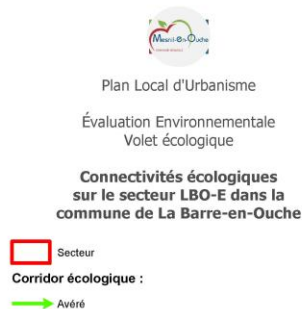 Mesnil-en-Ouche
Plan Local d'Urbanisme
Évaluation Environnementale
Volet écologique
Connectivités écologiques
sur le secteur LBO-E dans la
commune de La Barre-en-Ouche
Secteur
Corridor écologique :
Avéré